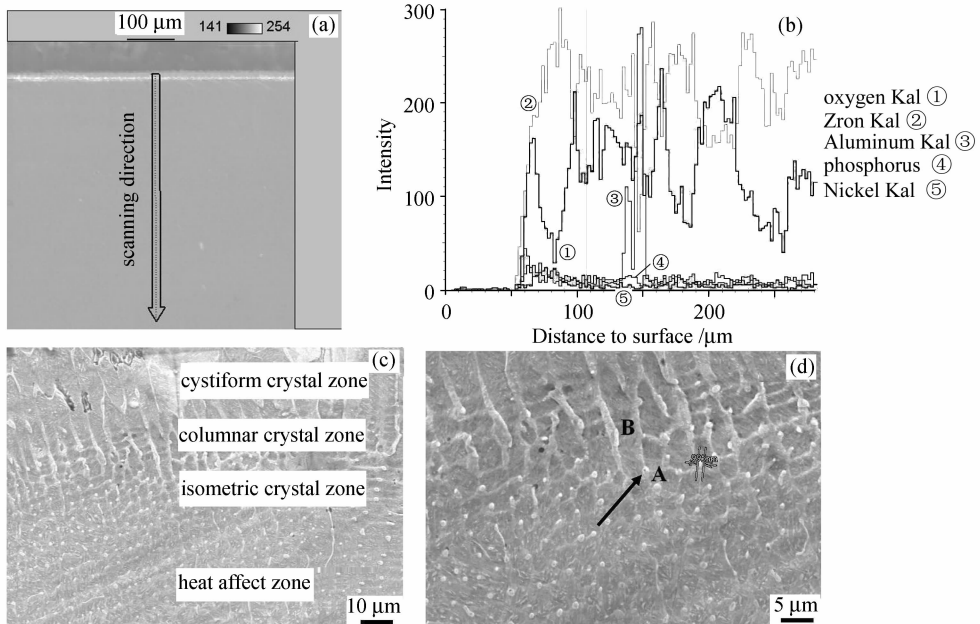 100 µm
141 254
(a)
scanning direction
(b)
300
200
100
0
Intensity
0 100 200
Distance to surface /µm
②
①
③
④
⑤
oxygen Kal ①
Zron Kal ②
Aluminum Kal ③
phosphorus ④
Nickel Kal ⑤
(c)
cystiform crystal zone
columnar crystal zone
isometric crystal zone
heat affect zone
10 µm
(d)
B
A
5 µm